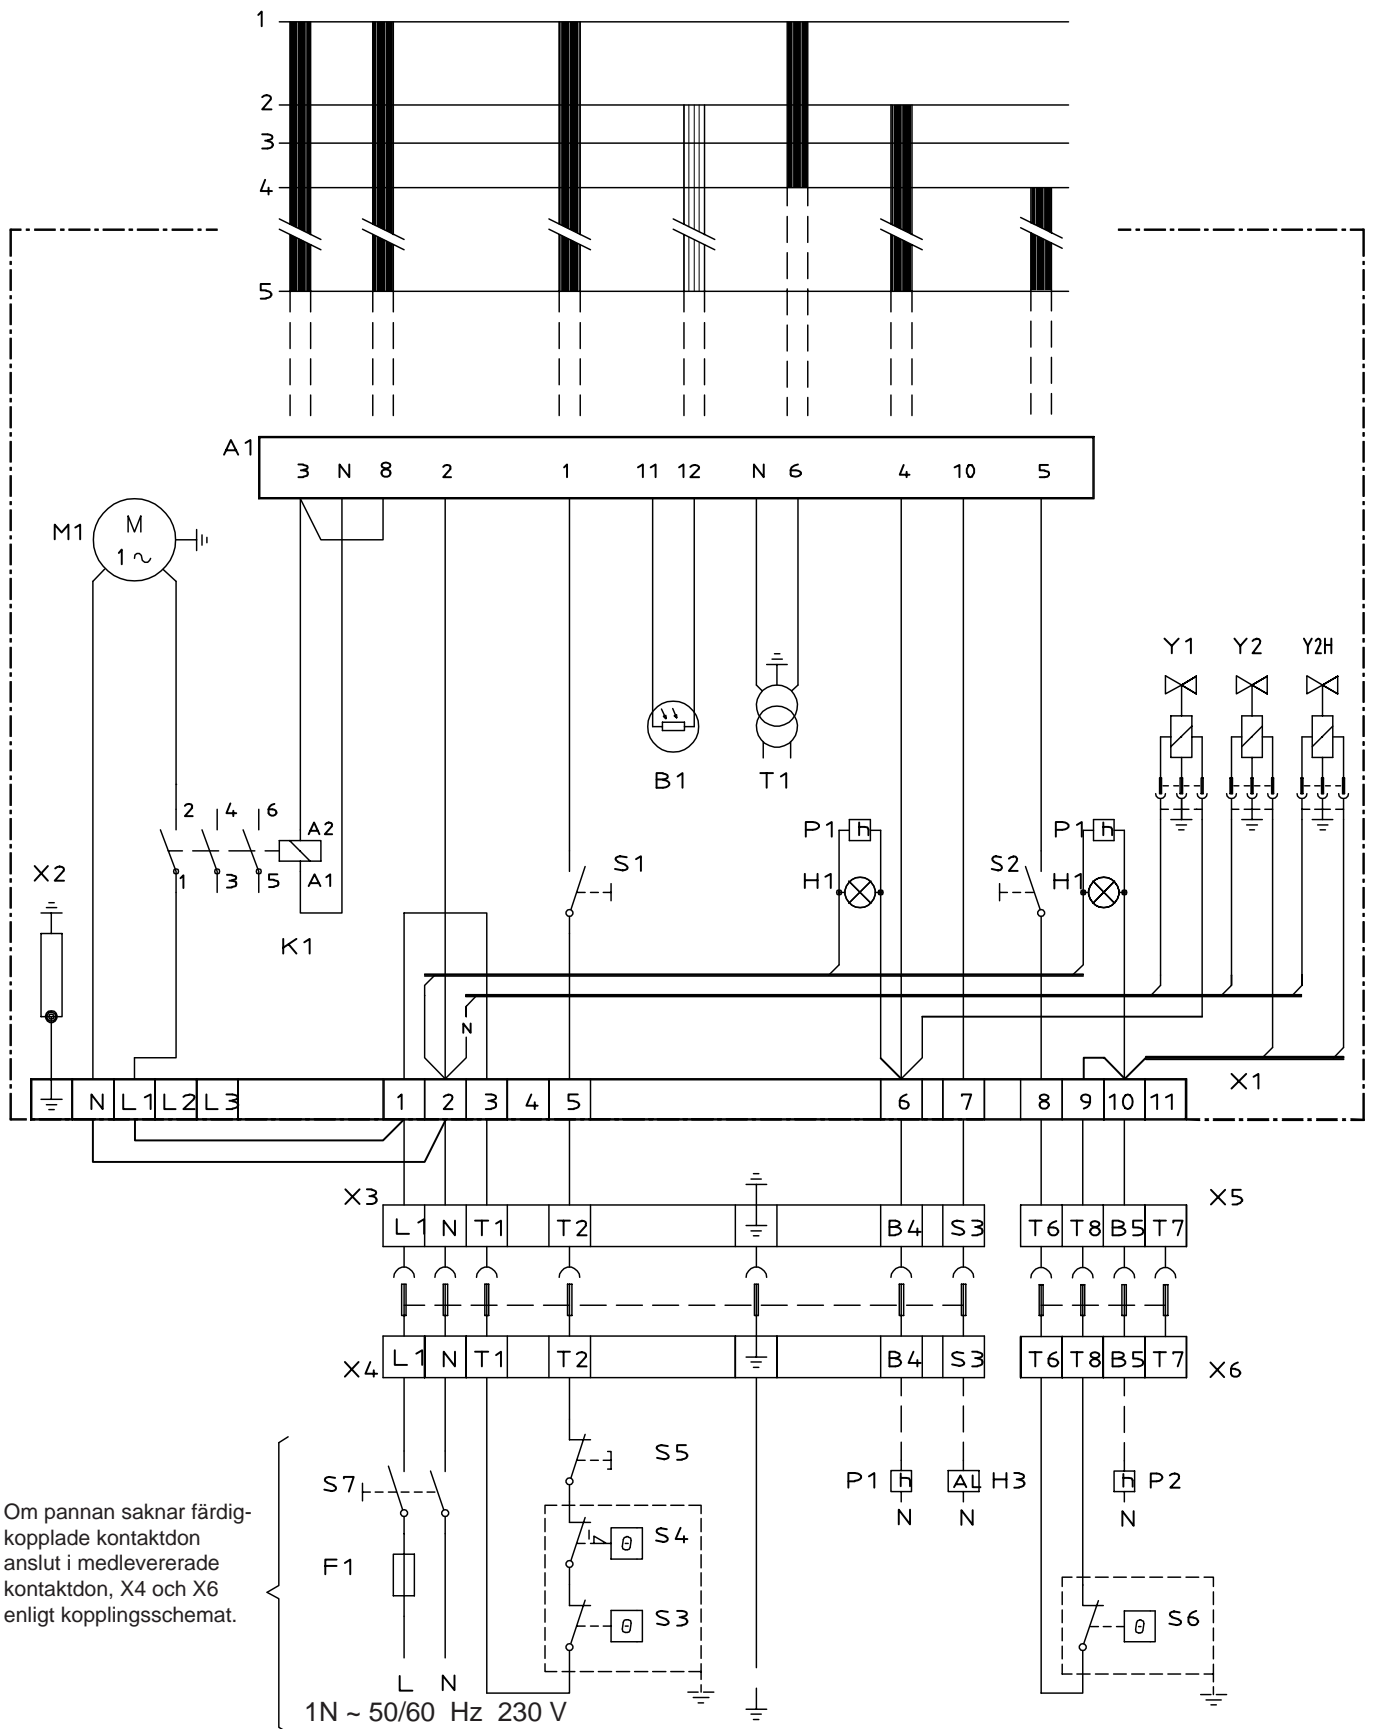 1
2
3
4
5
A1
3 N 8 2 1 11 12 N 6 4 10 5
M1
M
1 ~
Y1 Y2 Y2H
B1 T1
2 4 6
A2
P1 h P1 h
X2
1 3 5 A1
S1
S2
H1 H1
K1
N
X1
N L1 L2 L3 1 2 3 4 5 6 7 8 9 10 11
X3
X5
L1 N T1 T2 B4 S3 T6 T8 B5 T7
X4
L1 N T1 T2 B4 S3 T6 T8 B5 T7
X6
S5
S7
P1 h AL H3 h P2
N N N
Om pannan saknar färdig-
kopplade kontaktdon
anslut i medlevererade
kontaktdon, X4 och X6
enligt kopplingsschemat.
θ S4
F1
θ S3
θ S6
L N
1N ~ 50/60 Hz 230 V